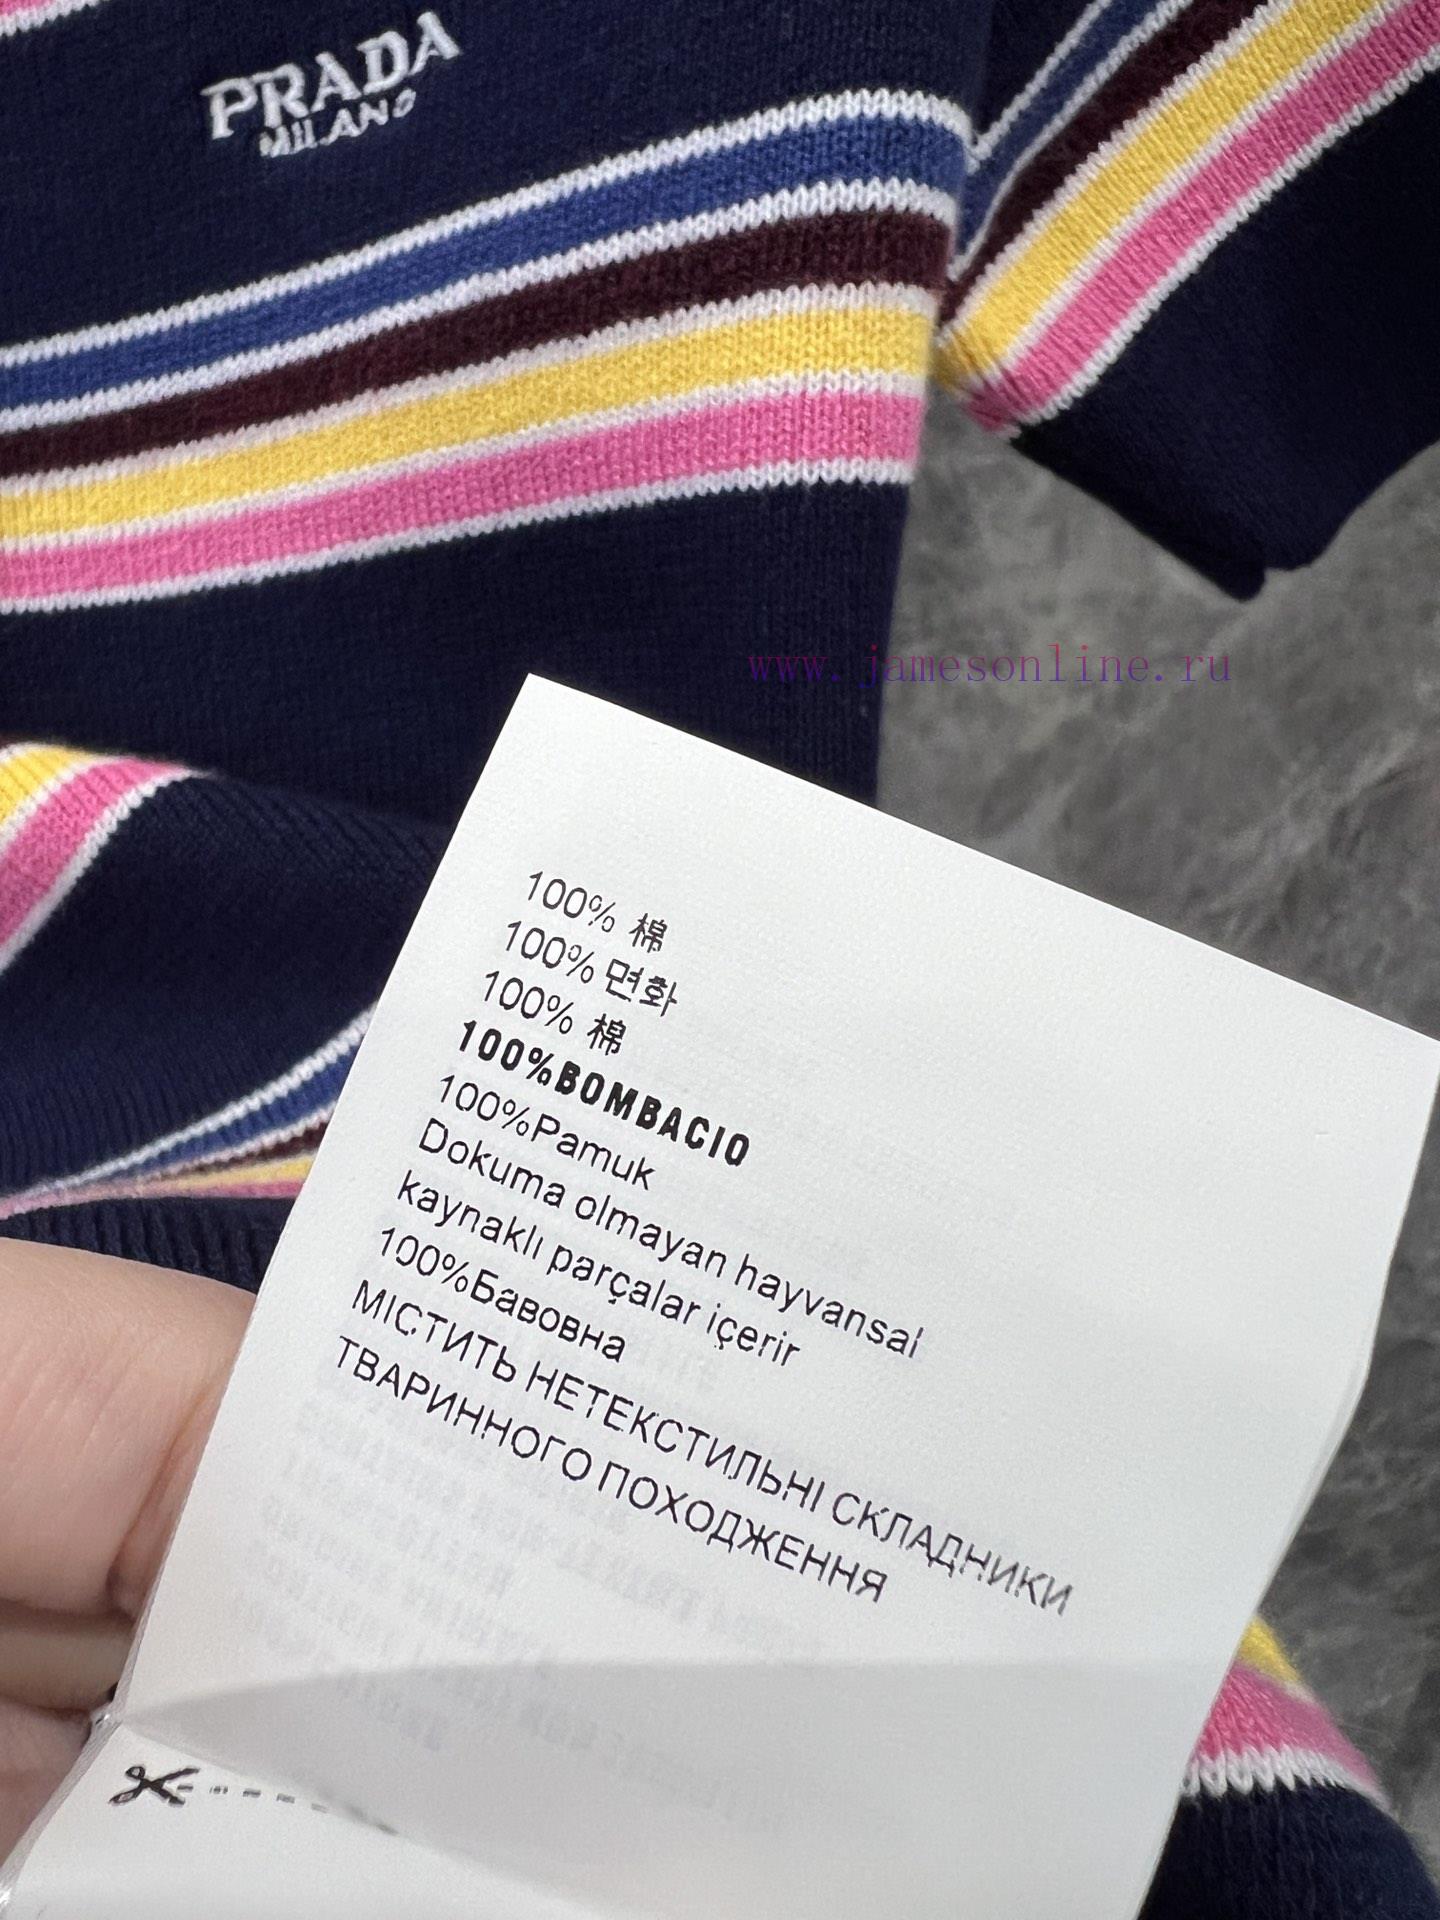 PRADA
MILANO
www.jamesonline.ru
100% 棉
100% 면화
100% 棉
100%BOMBACIO
100%Pamuk
Dokuma olmayan hayvansal
kaynaklı parçalar içerir
100%Бавовна
МІСТИТЬ НЕТЕКСТИЛЬНІ СКЛАДНИКИ
ТВАРИННОГО ПОХОДЖЕННЯ